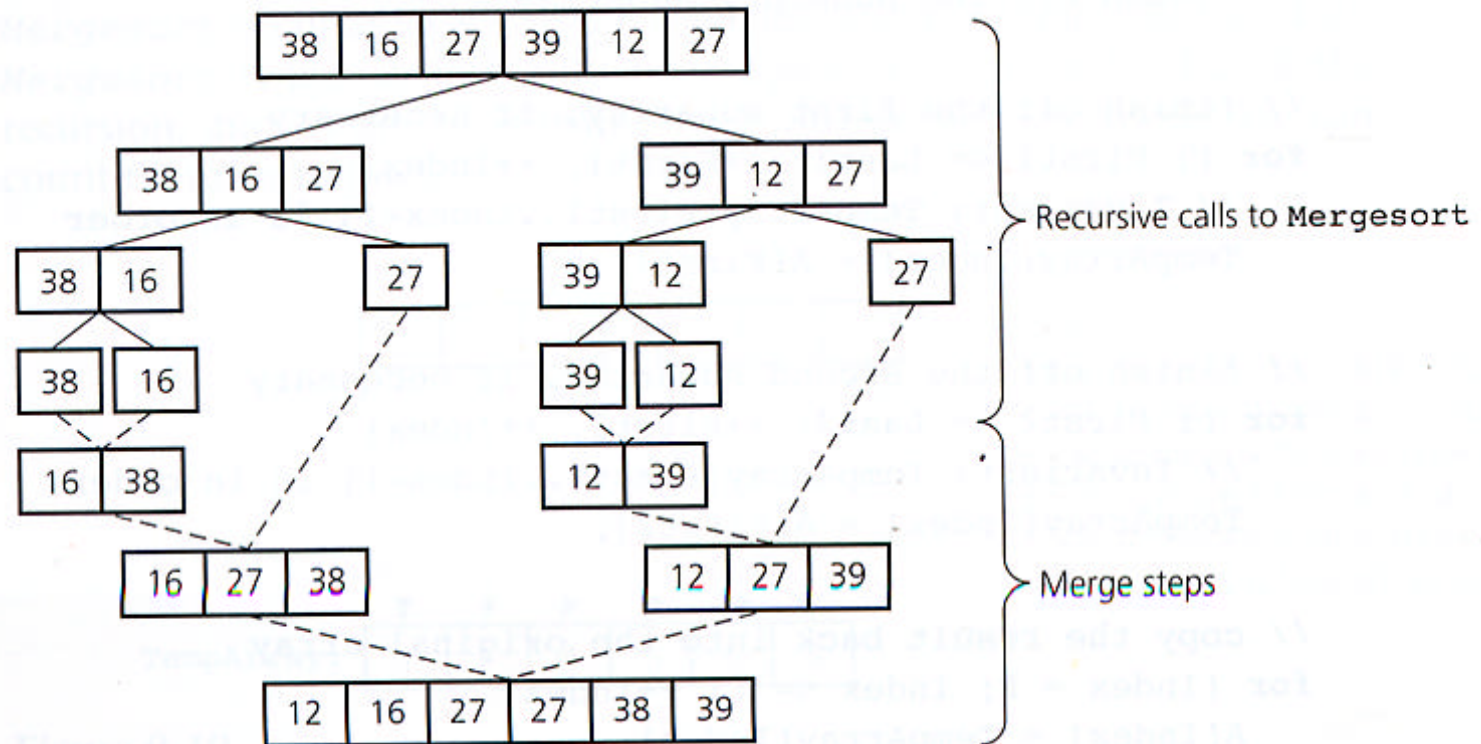 38 16 27 39 12 27
38 16 27 39 12 27
Recursive calls to Mergesort
38 16 27 39 12 27
38 16 39 12
16 38 12 39
16 27 38 12 27 39
Merge steps
// copy the result back into the original array
12 16 27 27 38 39